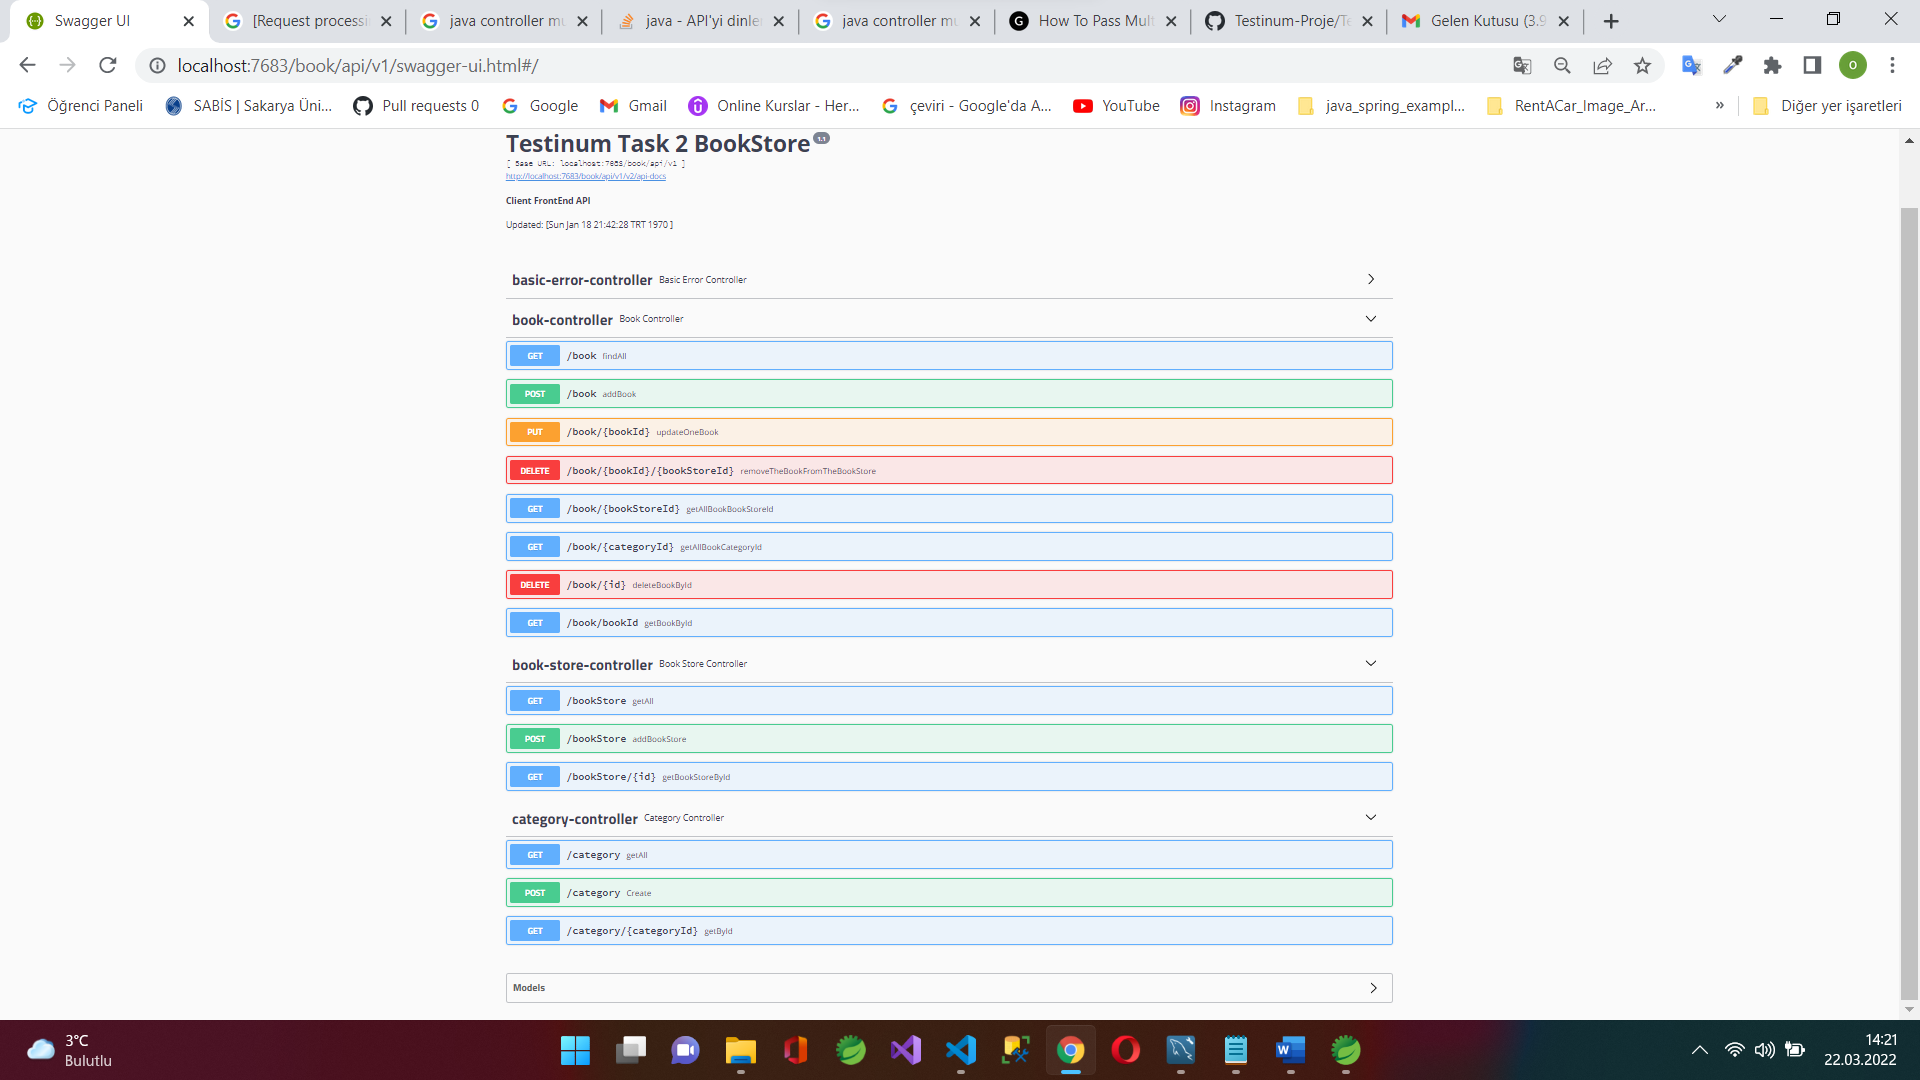 Swagger UI
[Request processi
java controller mu
java - API'yi dinle
java controller mu
How To Pass Mult
Testinum-Proje/Te
Gelen Kutusu (3.9
localhost:7683/book/api/v1/swagger-ui.html#/
Öğrenci Paneli
SABİS | Sakarya Üni...
Pull requests 0
Google
Gmail
Online Kurslar - Her...
çeviri - Google'da A...
YouTube
Instagram
java_spring_exampl...
RentACar_Image_Ar...
»
Diğer yer işaretleri
Testinum Task 2 BookStore 1.1
[ Base URL: localhost:7683/book/api/v1 ]
http://localhost:7683/book/api/v1/v2/api-docs
Client FrontEnd API
Updated: [Sun Jan 18 21:42:28 TRT 1970 ]
basic-error-controller Basic Error Controller
book-controller Book Controller
GET /book findAll
POST /book addBook
PUT /book/{bookId} updateOneBook
DELETE /book/{bookId}/{bookStoreId} removeTheBookFromTheBookStore
GET /book/{bookStoreId} getAllBookBookStoreId
GET /book/{categoryId} getAllBookCategoryId
DELETE /book/{id} deleteBookById
GET /book/bookId getBookById
book-store-controller Book Store Controller
GET /bookStore getAll
POST /bookStore addBookStore
GET /bookStore/{id} getBookStoreById
category-controller Category Controller
GET /category getAll
POST /category Create
GET /category/{categoryId} getById
Models
3°C
Bulutlu
14:21
22.03.2022